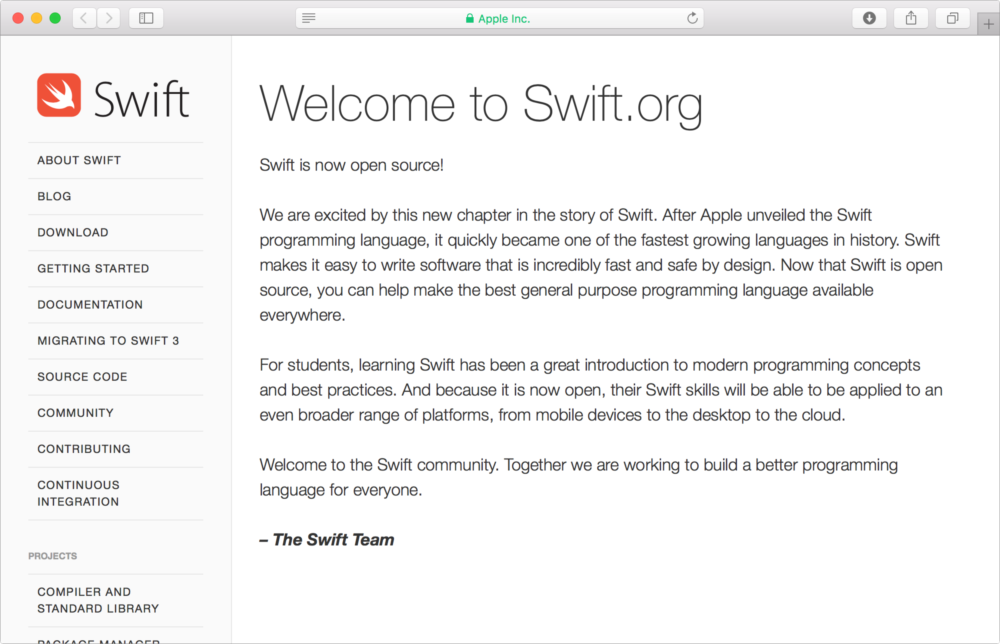 Apple Inc.
Swift
ABOUT SWIFT
BLOG
DOWNLOAD
GETTING STARTED
DOCUMENTATION
MIGRATING TO SWIFT 3
SOURCE CODE
COMMUNITY
CONTRIBUTING
CONTINUOUS
INTEGRATION
PROJECTS
COMPILER AND
STANDARD LIBRARY
PACKAGE MANAGER
Welcome to Swift.org
Swift is now open source!
We are excited by this new chapter in the story of Swift. After Apple unveiled the Swift
programming language, it quickly became one of the fastest growing languages in history. Swift
makes it easy to write software that is incredibly fast and safe by design. Now that Swift is open
source, you can help make the best general purpose programming language available
everywhere.
For students, learning Swift has been a great introduction to modern programming concepts
and best practices. And because it is now open, their Swift skills will be able to be applied to an
even broader range of platforms, from mobile devices to the desktop to the cloud.
Welcome to the Swift community. Together we are working to build a better programming
language for everyone.
– The Swift Team